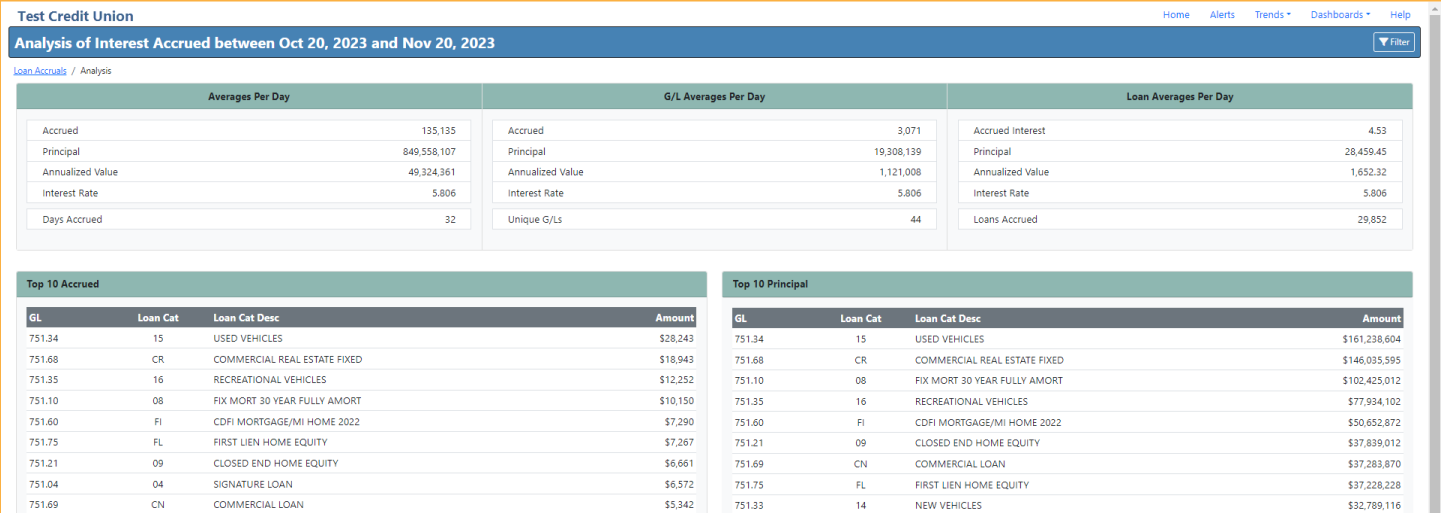 Test Credit Union
Home Alerts Trends Dashboards Help
Analysis of Interest Accrued between Oct 20, 2023 and Nov 20, 2023
Filter
Loan Accruals / Analysis
Averages Per Day
Accrued 135,135
Principal 849,558,107
Annualized Value 49,324,361
Interest Rate 5.806
Days Accrued 32
G/L Averages Per Day
Accrued 3,071
Principal 19,308,139
Annualized Value 1,121,008
Interest Rate 5.806
Unique G/Ls 44
Loan Averages Per Day
Accrued Interest 4.53
Principal 28,459.45
Annualized Value 1,652.32
Interest Rate 5.806
Loans Accrued 29,852
Top 10 Accrued
GL Loan Cat Loan Cat Desc Amount
751.34 15 USED VEHICLES $28,243
751.68 CR COMMERCIAL REAL ESTATE FIXED $18,943
751.35 16 RECREATIONAL VEHICLES $12,252
751.10 08 FIX MORT 30 YEAR FULLY AMORT $10,150
751.60 FI CDFI MORTGAGE/MI HOME 2022 $7,290
751.75 FL FIRST LIEN HOME EQUITY $7,267
751.21 09 CLOSED END HOME EQUITY $6,661
751.04 04 SIGNATURE LOAN $6,572
751.69 CN COMMERCIAL LOAN $5,342
Top 10 Principal
GL Loan Cat Loan Cat Desc Amount
751.34 15 USED VEHICLES $161,238,604
751.68 CR COMMERCIAL REAL ESTATE FIXED $146,035,595
751.10 08 FIX MORT 30 YEAR FULLY AMORT $102,425,012
751.35 16 RECREATIONAL VEHICLES $77,934,102
751.60 FI CDFI MORTGAGE/MI HOME 2022 $50,652,872
751.21 09 CLOSED END HOME EQUITY $37,839,012
751.69 CN COMMERCIAL LOAN $37,283,870
751.75 FL FIRST LIEN HOME EQUITY $37,228,228
751.33 14 NEW VEHICLES $32,789,116